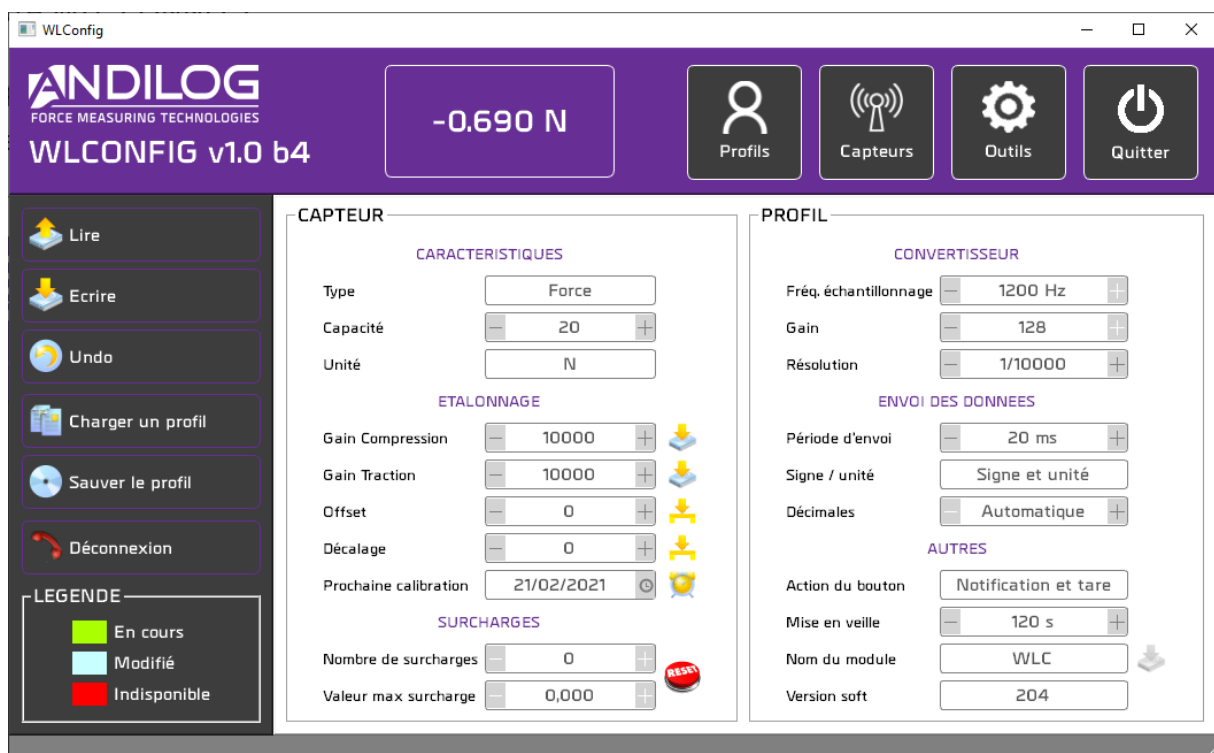 WLConfig
ANDILOG
FORCE MEASURING TECHNOLOGIES
WLCONFIG v1.0 b4
-0.690 N
Profils
Capteurs
Outils
Quitter
Lire
Ecrire
Undo
Charger un profil
Sauver le profil
Déconnexion
LEGENDE
En cours
Modifié
Indisponible
CAPTEUR
CARACTERISTIQUES
Type Force
Capacité 20
Unité N
ETALONNAGE
Gain Compression 10000
Gain Traction 10000
Offset 0
Décalage 0
Prochaine calibration 21/02/2021
SURCHARGES
Nombre de surcharges 0
RESET
Valeur max surcharge 0,000
PROFIL
CONVERTISSEUR
Fréq. échantillonnage 1200 Hz
Gain 128
Résolution 1/10000
ENVOI DES DONNEES
Période d'envoi 20 ms
Signe / unité Signe et unité
Décimales Automatique
AUTRES
Action du bouton Notification et tare
Mise en veille 120 s
Nom du module WLC
Version soft 204